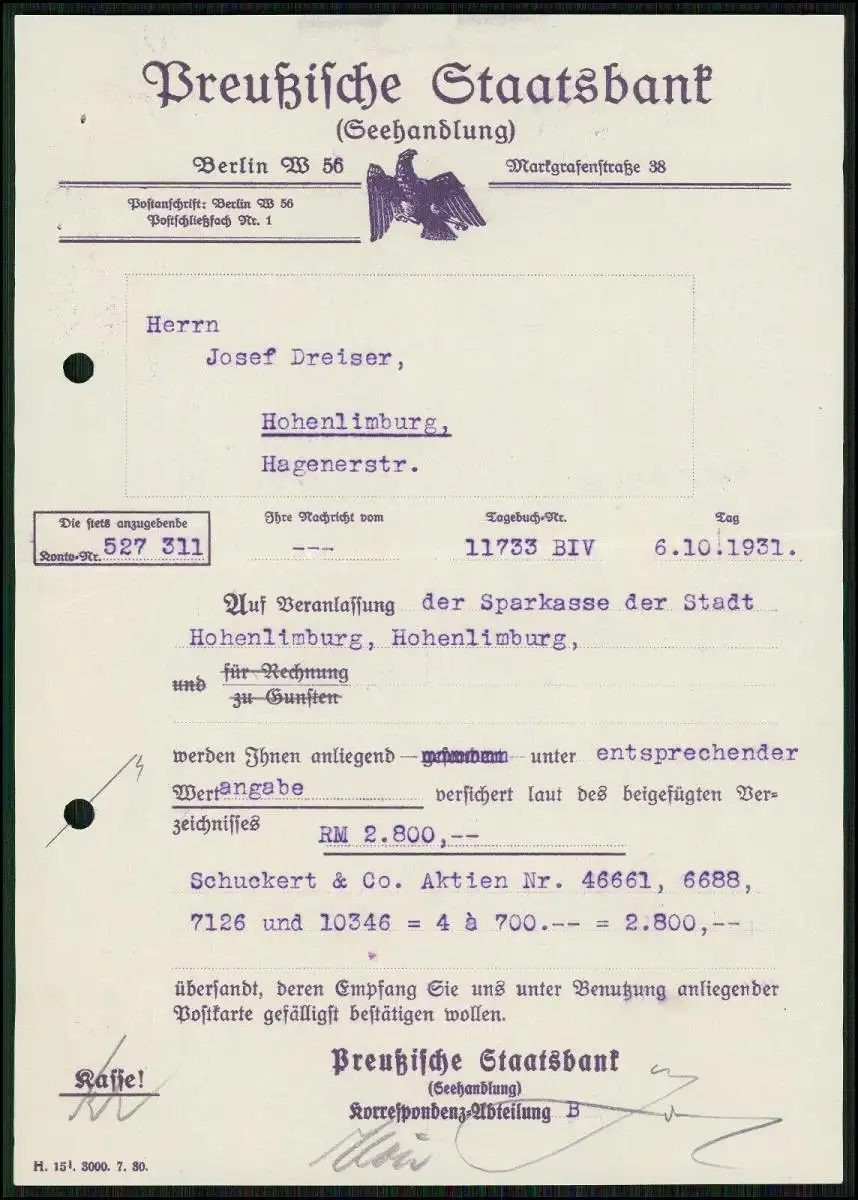 Preußische Staatsbank
(Seehandlung)
Berlin W 56
Markgrafenstraße 38
Postanschrift: Berlin W 56
Postschließfach Nr. 1
Herrn
Josef Dreiser,
Hohenlimburg,
Hagenerstr.
Die stets anzugebende
Konto-Nr. 527 311
Ihre Nachricht vom
---
Tagebuch-Nr.
11733 BIV
Tag
6.10.1931.
Auf Veranlassung der Sparkasse der Stadt
Hohenlimburg, Hohenlimburg,
und für Rechnung
zu Gunsten
werden Ihnen anliegend — unter entsprechender
Wertangabe versichert laut des beigefügten Ver-
zeichnisses RM 2.800,--
Schuckert & Co. Aktien Nr. 46661, 6688,
7126 und 10346 = 4 à 700.-- = 2.800,--
übersandt, deren Empfang Sie uns unter Benutzung anliegender
Postkarte gefälligst bestätigen wollen.
Kasse!
Preußische Staatsbank
(Seehandlung)
Korrespondenz-Abteilung B
H. 15¹. 3000. 7. 30.